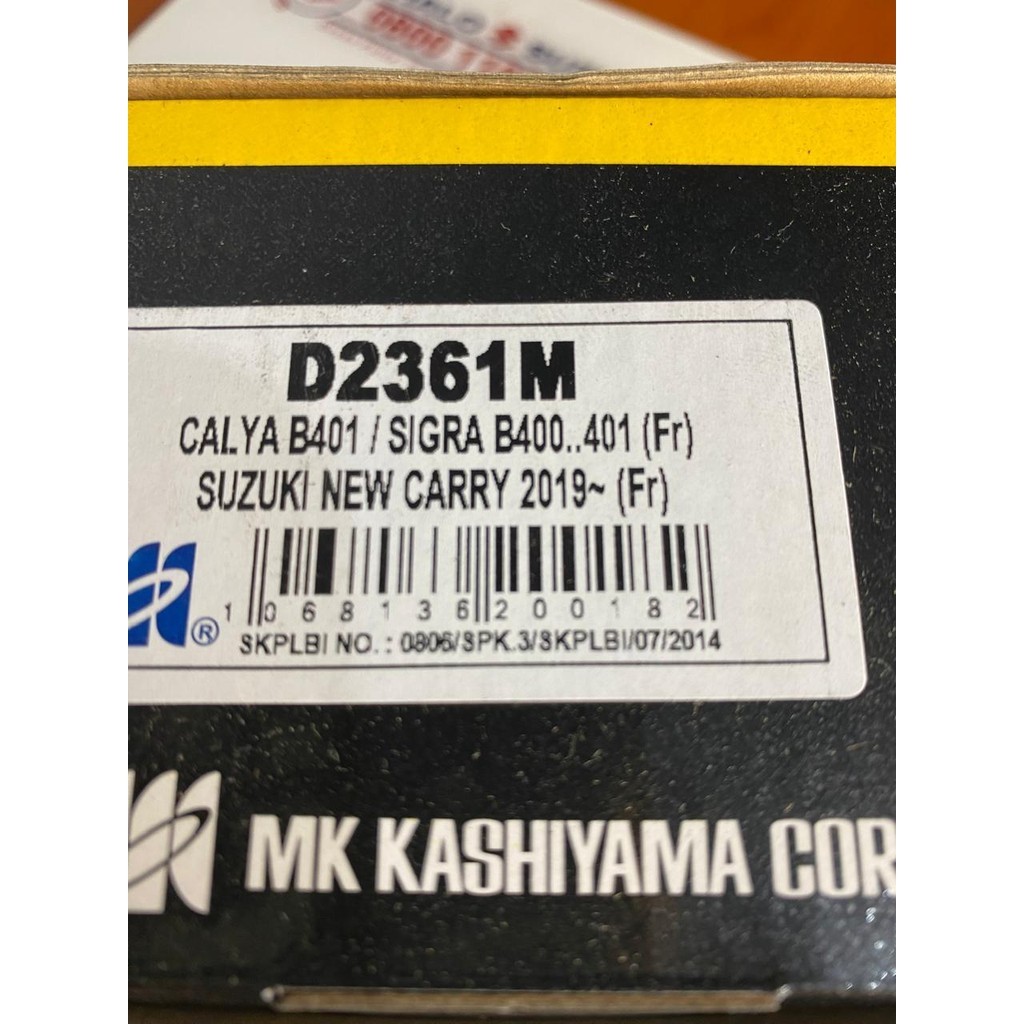 D2361M
CALYA B401 / SIGRA B400..401 (Fr)
SUZUKI NEW CARRY 2019~ (Fr)
®
1 068136 200182
SKPLBI NO. : 0806/SPK.3/SKPLBI/07/2014
MK KASHIYAMA COR